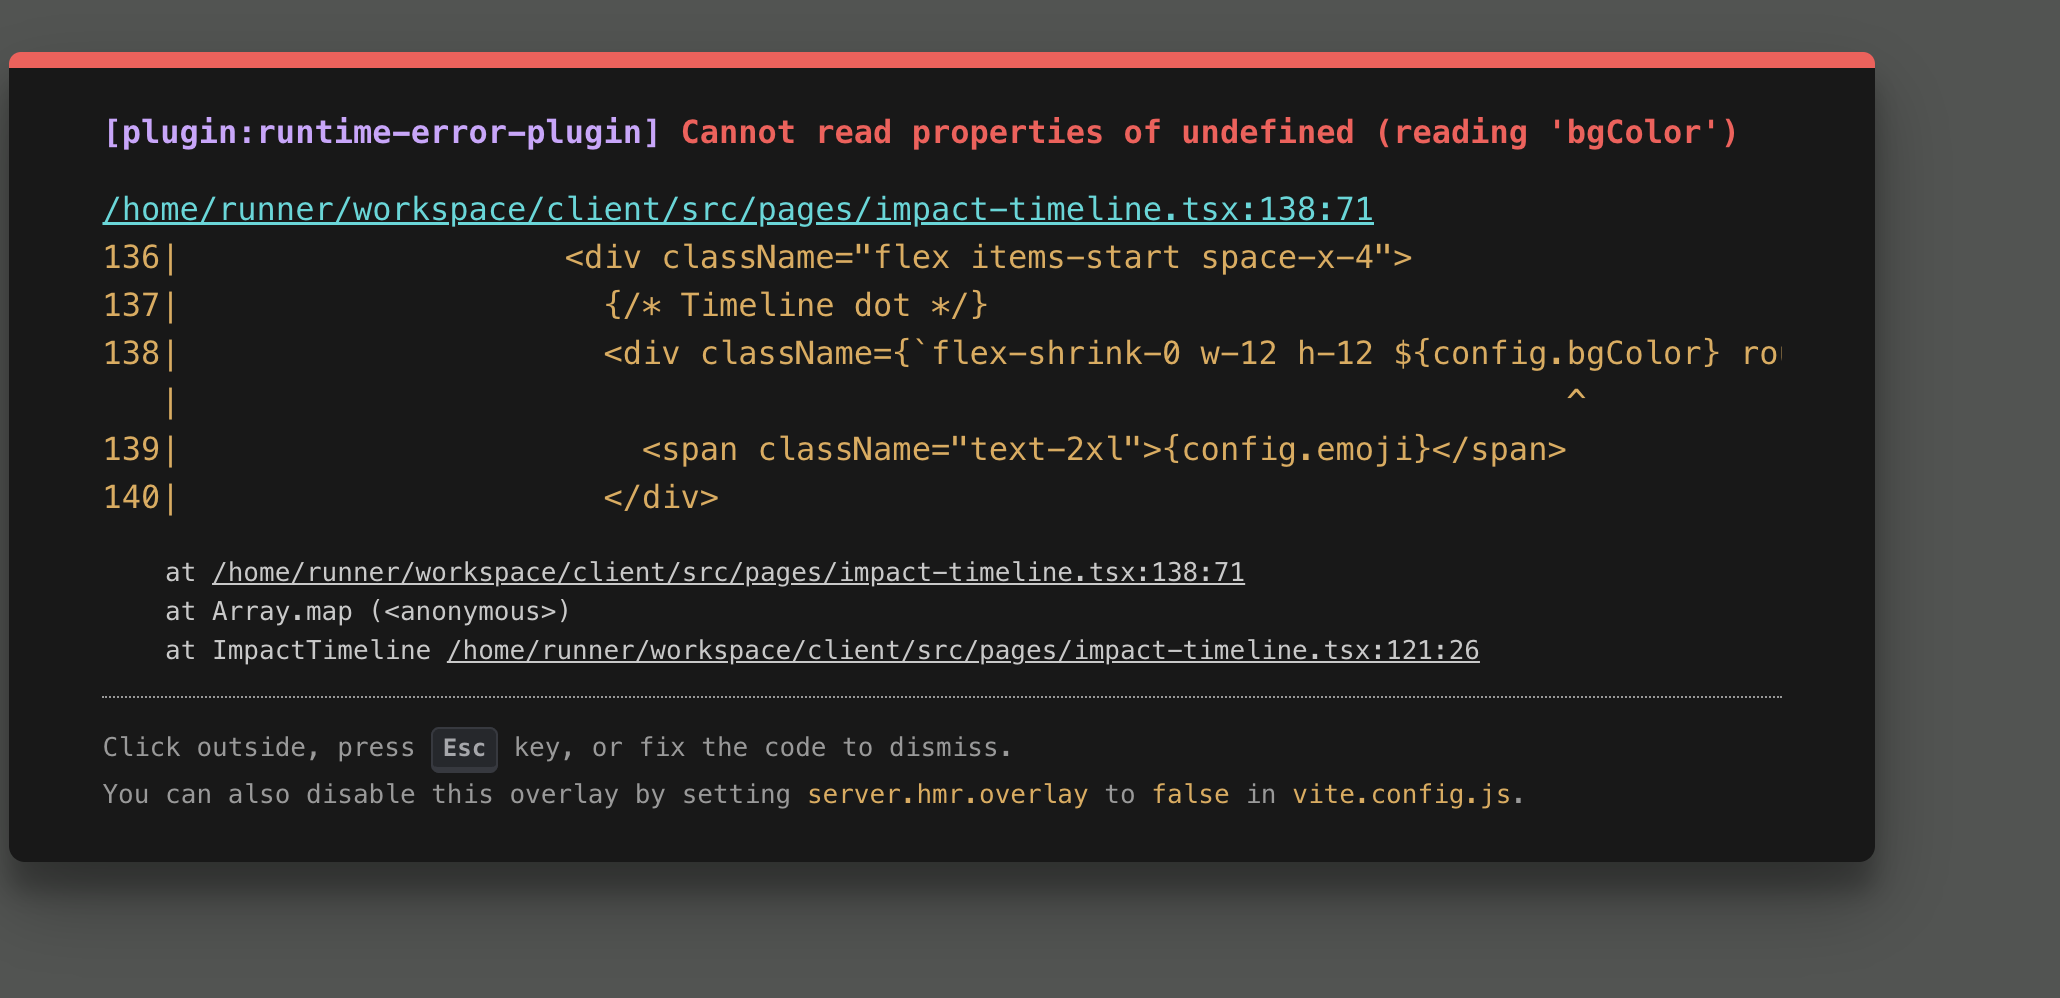 [plugin:runtime-error-plugin] Cannot read properties of undefined (reading 'bgColor')
/home/runner/workspace/client/src/pages/impact-timeline.tsx:138:71
136|                    <div className="flex items-start space-x-4">
137|                      {/* Timeline dot */}
138|                      <div className={`flex-shrink-0 w-12 h-12 ${config.bgColor}
   |                                                                        ^
139|                        <span className="text-2xl">{config.emoji}</span>
140|                      </div>
at /home/runner/workspace/client/src/pages/impact-timeline.tsx:138:71
at Array.map (<anonymous>)
at ImpactTimeline /home/runner/workspace/client/src/pages/impact-timeline.tsx:121:26
Click outside, press Esc key, or fix the code to dismiss.
You can also disable this overlay by setting server.hmr.overlay to false in vite.config.js.